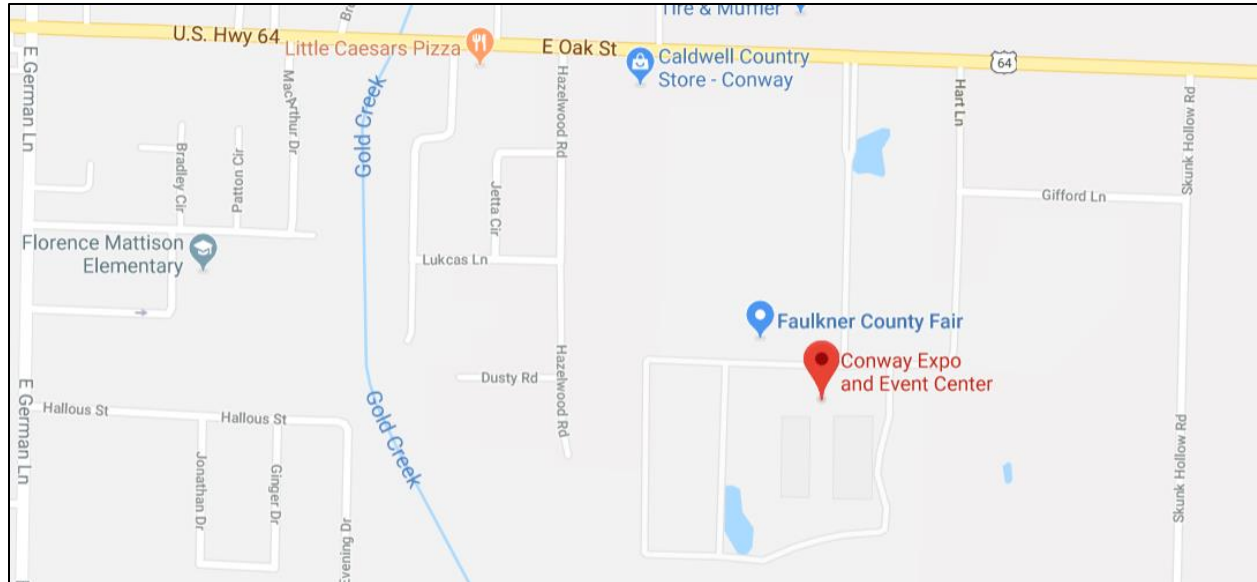 Tire & Muffler
U.S. Hwy 64
Little Caesars Pizza
E Oak St
Caldwell Country
Store - Conway
64
E German Ln
MacArthur Dr
Gold Creek
Hazelwood Rd
Hart Ln
Skunk Hollow Rd
Bradley Cir
Patton Cir
Jetta Cir
Gifford Ln
Florence Mattison
Elementary
Lukcas Ln
Faulkner County Fair
Conway Expo
and Event Center
Dusty Rd
Hazelwood Rd
E German Ln
Hallous St
Hallous St
Gold Creek
Jonathan Dr
Ginger Dr
Evening Dr
Skunk Hollow Rd